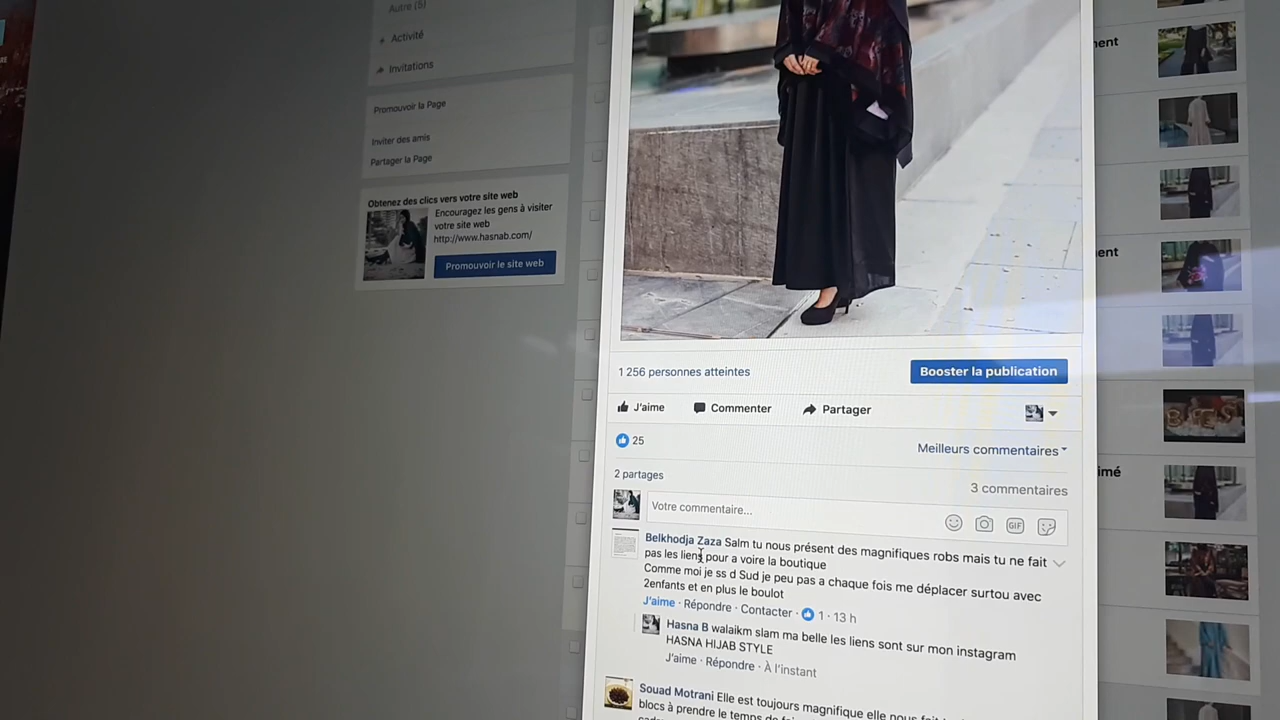 Autre (5)
Activité
Invitations
Promouvoir la Page
Inviter des amis
Partager la Page
Obtenez des clics vers votre site web
Encouragez les gens à visiter
votre site web
http://www.hasnab.com/
Promouvoir le site web
1 256 personnes atteintes
Booster la publication
J'aime Commenter Partager
25
Meilleurs commentaires
2 partages
3 commentaires
Votre commentaire...
GIF
Belkhodja Zaza Salm tu nous présent des magnifiques robs mais tu ne fait
pas les liens pour a voire la boutique
Comme moi je ss d Sud je peu pas a chaque fois me déplacer surtou avec
2enfants et en plus le boulot
J'aime · Répondre · Contacter · 1 · 13 h
Hasna B walaikm slam ma belle les liens sont sur mon instagram
HASNA HIJAB STYLE
J'aime · Répondre · À l'instant
Souad Motrani Elle est toujours magnifique elle nous fait
blocs à prendre le temps de